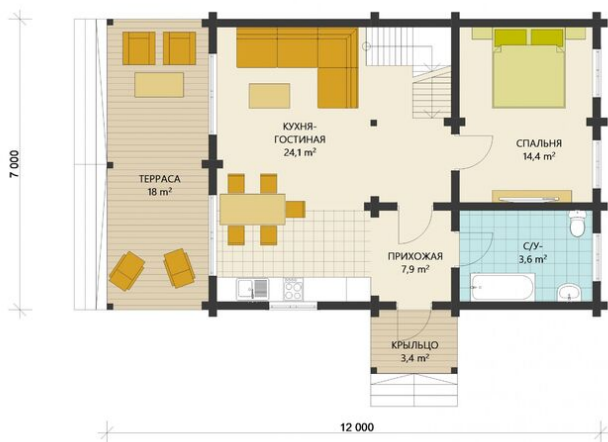 КУХНЯ-
ГОСТИНАЯ
24,1 m²
СПАЛЬНЯ
14,4 m²
7 000
ТЕРРАСА
18 m²
С/У-
3,6 m²
ПРИХОЖАЯ
7,9 m²
КРЫЛЬЦО
3,4 m²
12 000